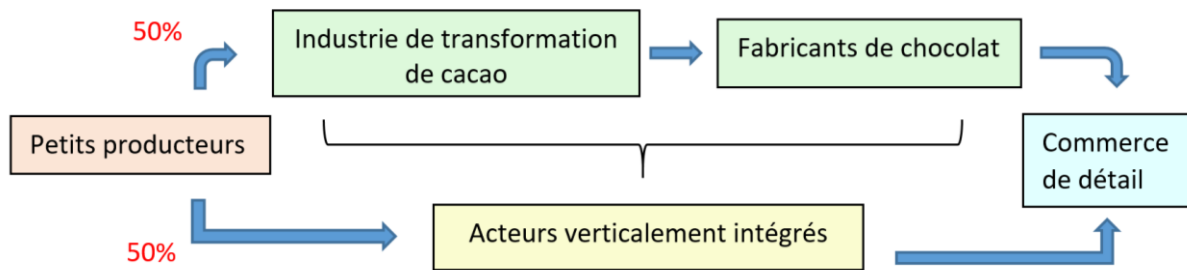 50%
Industrie de transformation
de cacao
Fabricants de chocolat
Petits producteurs
Commerce
de détail
Acteurs verticalement intégrés
50%